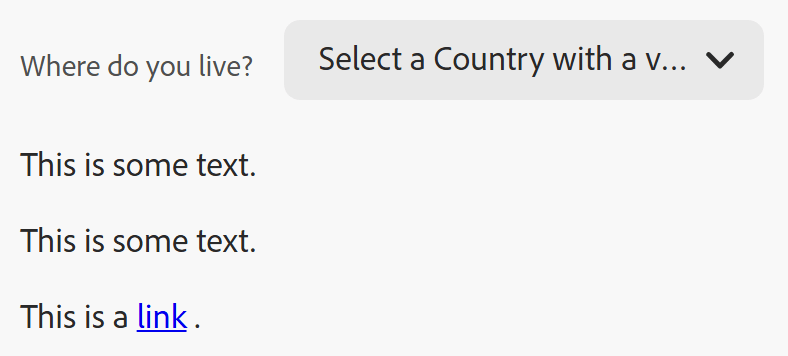 Where do you live? Select a Country with a v...
This is some text.
This is some text.
This is a link .